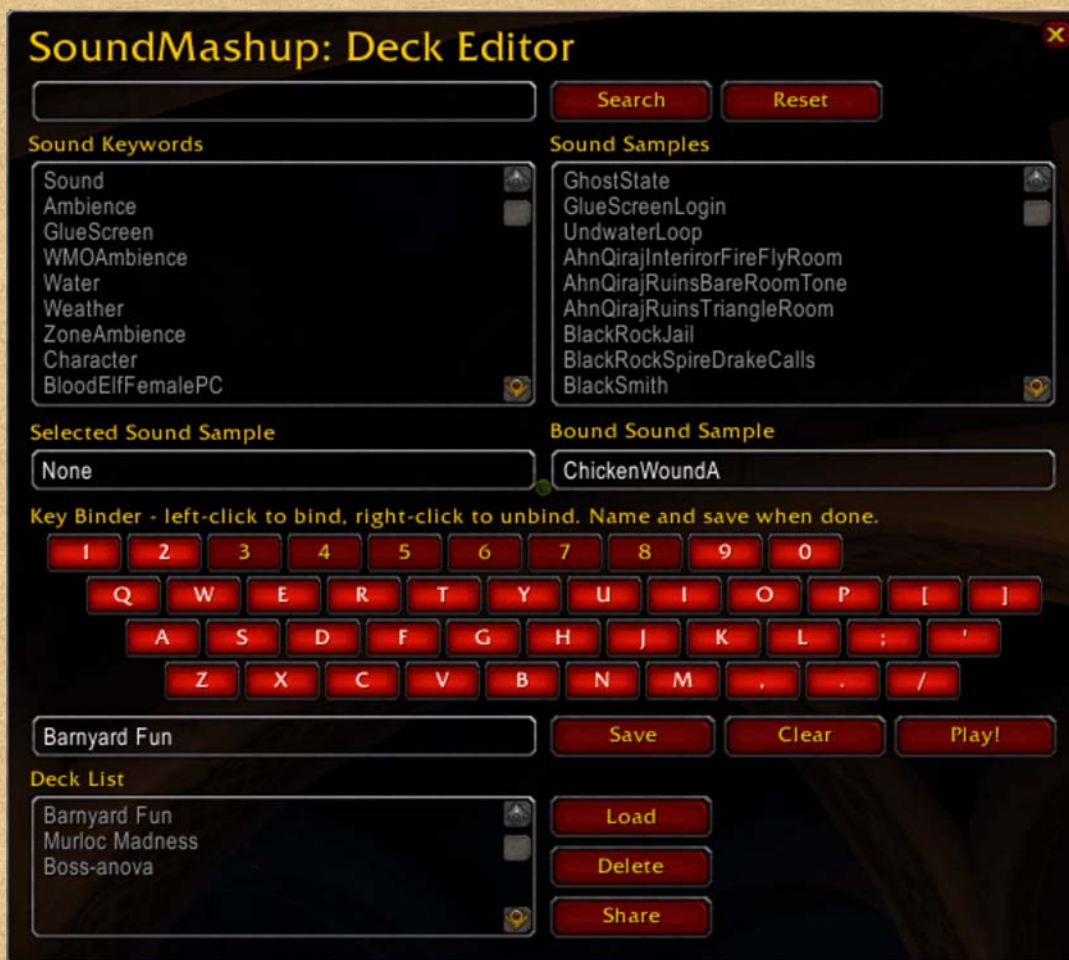 SoundMashup: Deck Editor
Search Reset
Sound Keywords
Sound
Ambience
GlueScreen
WMOAmbience
Water
Weather
ZoneAmbience
Character
BloodElfFemalePC
Sound Samples
GhostState
GlueScreenLogin
UndwaterLoop
AhnQirajInterirorFireFlyRoom
AhnQirajRuinsBareRoomTone
AhnQirajRuinsTriangleRoom
BlackRockJail
BlackRockSpireDrakeCalls
BlackSmith
Selected Sound Sample
None
Bound Sound Sample
ChickenWoundA
Key Binder - left-click to bind, right-click to unbind. Name and save when done.
1 2 3 4 5 6 7 8 9 0
Q W E R T Y U I O P [ ]
A S D F G H J K L ; '
Z X C V B N M , . /
Barnyard Fun
Save Clear Play!
Deck List
Barnyard Fun
Murloc Madness
Boss-anova
Load
Delete
Share